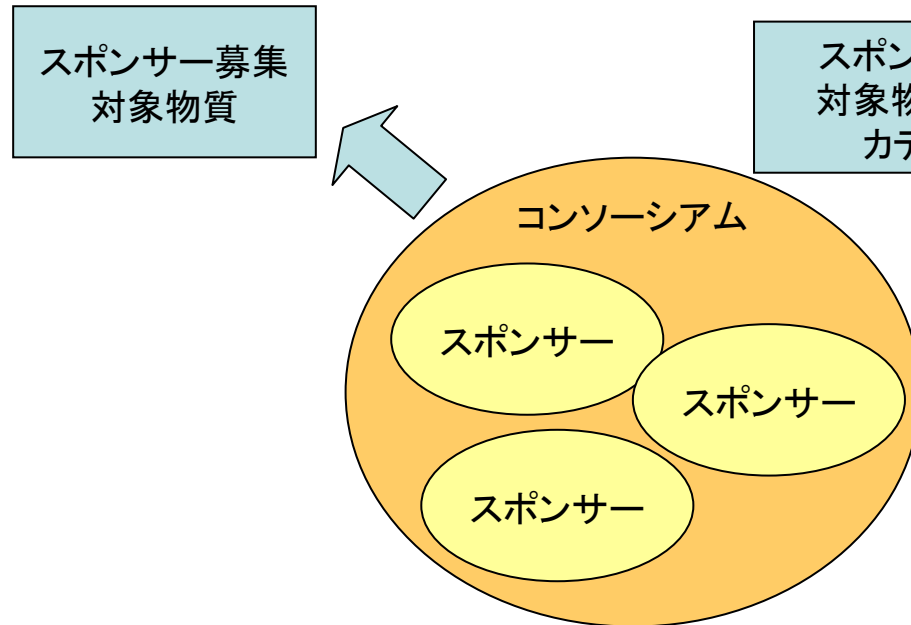 スポンサー募集
対象物質
スポン
対象物
カテ
コンソーシアム
スポンサー
スポンサー
スポンサー